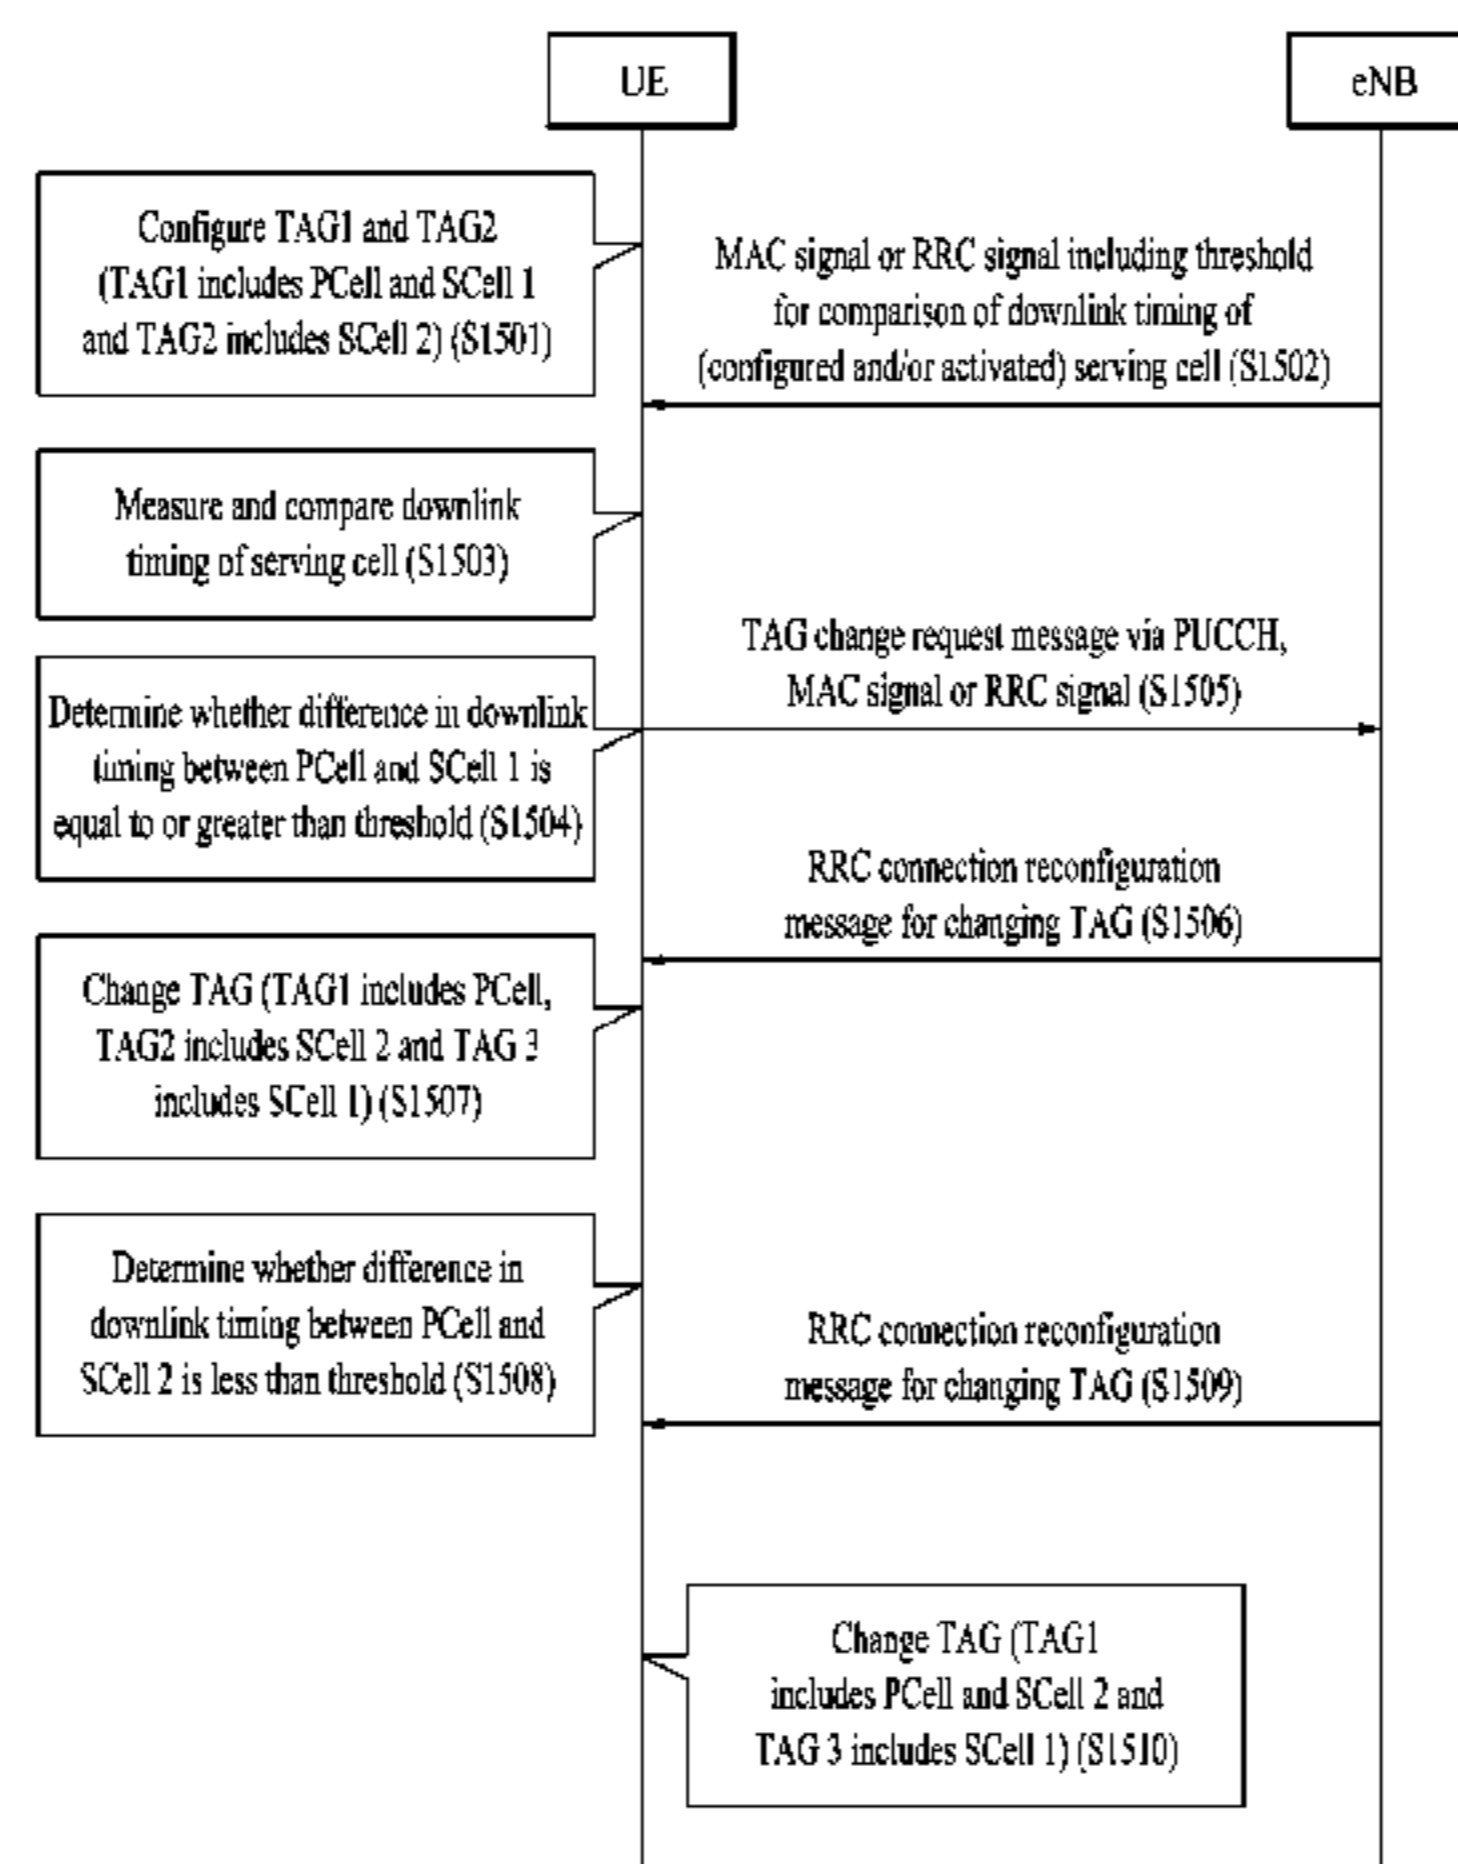 UE
eNB
Configure TAG1 and TAG2
(TAG1 includes PCell and SCell 1
and TAG2 includes SCell 2) (S1501)
MAC signal or RRC signal including threshold
for comparison of downlink timing of
(configured and/or activated) serving cell (S1502)
Measure and compare downlink
timing of serving cell (S1503)
Determine whether difference in downlink
timing between PCell and SCell 1 is
equal to or greater than threshold (S1504)
TAG change request message via PUCCH,
MAC signal or RRC signal (S1505)
RRC connection reconfiguration
message for changing TAG (S1506)
Change TAG (TAG1 includes PCell,
TAG2 includes SCell 2 and TAG 3
includes SCell 1) (S1507)
Determine whether difference in
downlink timing between PCell and
SCell 2 is less than threshold (S1508)
RRC connection reconfiguration
message for changing TAG (S1509)
Change TAG (TAG1
includes PCell and SCell 2 and
TAG 3 includes SCell 1) (S1510)